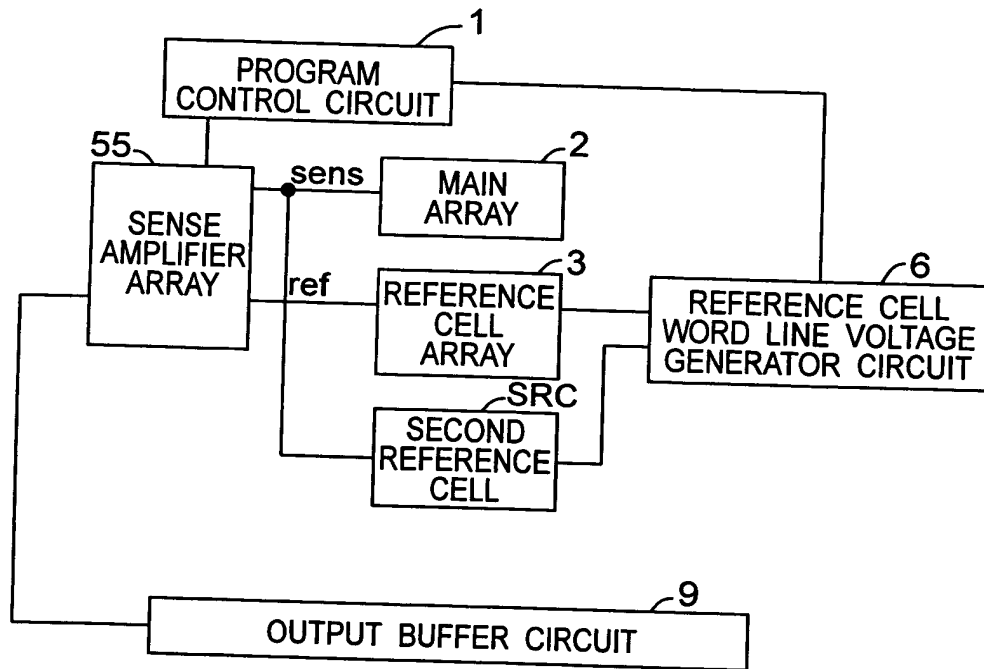 1
PROGRAM
CONTROL CIRCUIT
55
SENSE
AMPLIFIER
ARRAY
sens
2
MAIN
ARRAY
ref
3
REFERENCE
CELL
ARRAY
6
REFERENCE CELL
WORD LINE VOLTAGE
GENERATOR CIRCUIT
SRC
SECOND
REFERENCE
CELL
9
OUTPUT BUFFER CIRCUIT